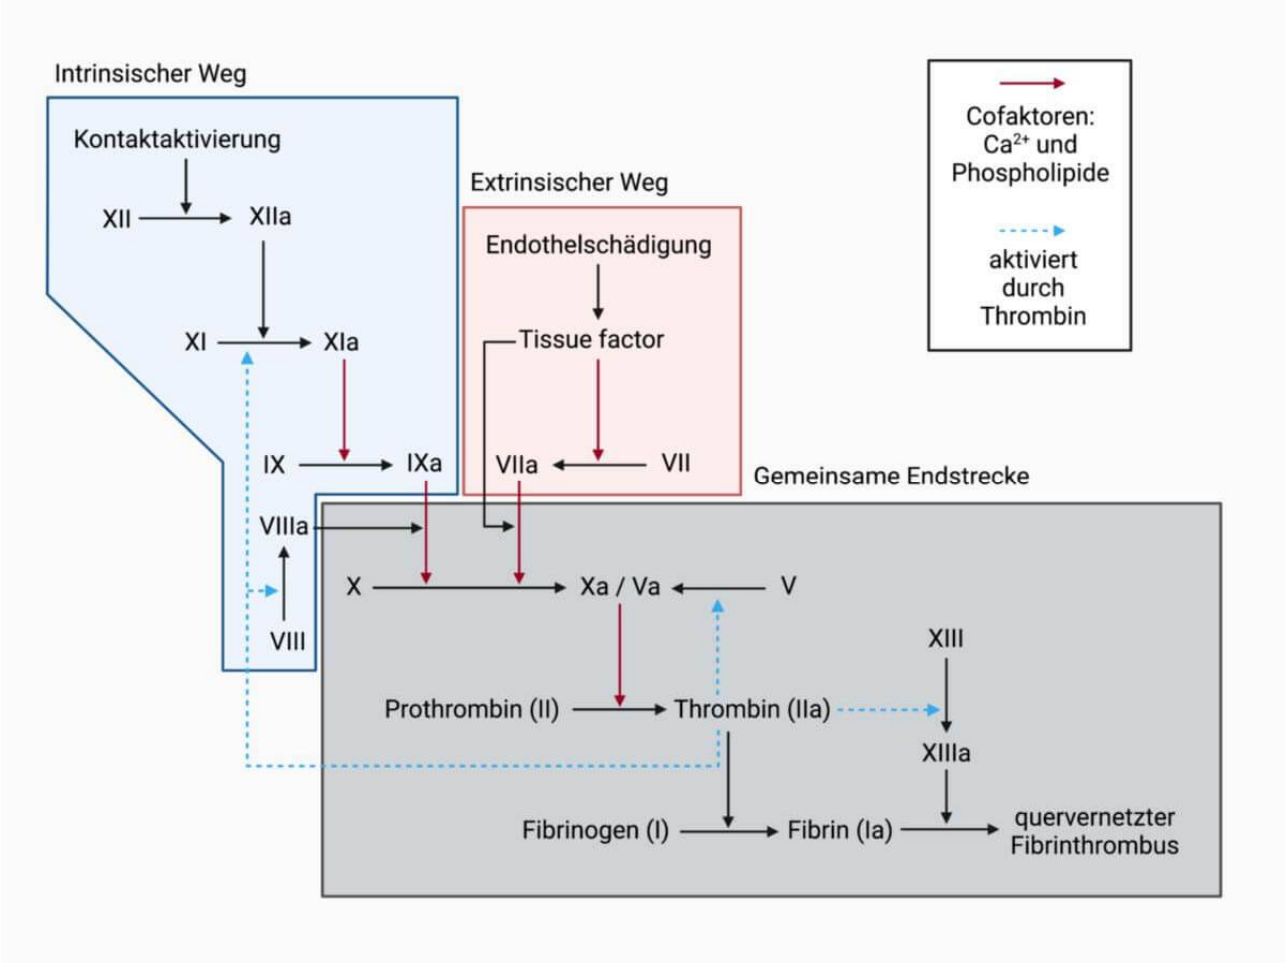 Intrinsischer Weg
Kontaktaktivierung
XII
XIIa
XI
XIa
IX
IXa
VIIIa
VIII
Extrinsischer Weg
Endothelschädigung
Tissue factor
VIIa
VII
Cofaktoren:
Ca²⁺ und
Phospholipide
aktiviert
durch
Thrombin
Gemeinsame Endstrecke
X
Xa / Va
V
XIII
Prothrombin (II)
Thrombin (IIa)
XIIIa
Fibrinogen (I)
Fibrin (Ia)
quervernetzter
Fibrinthrombus